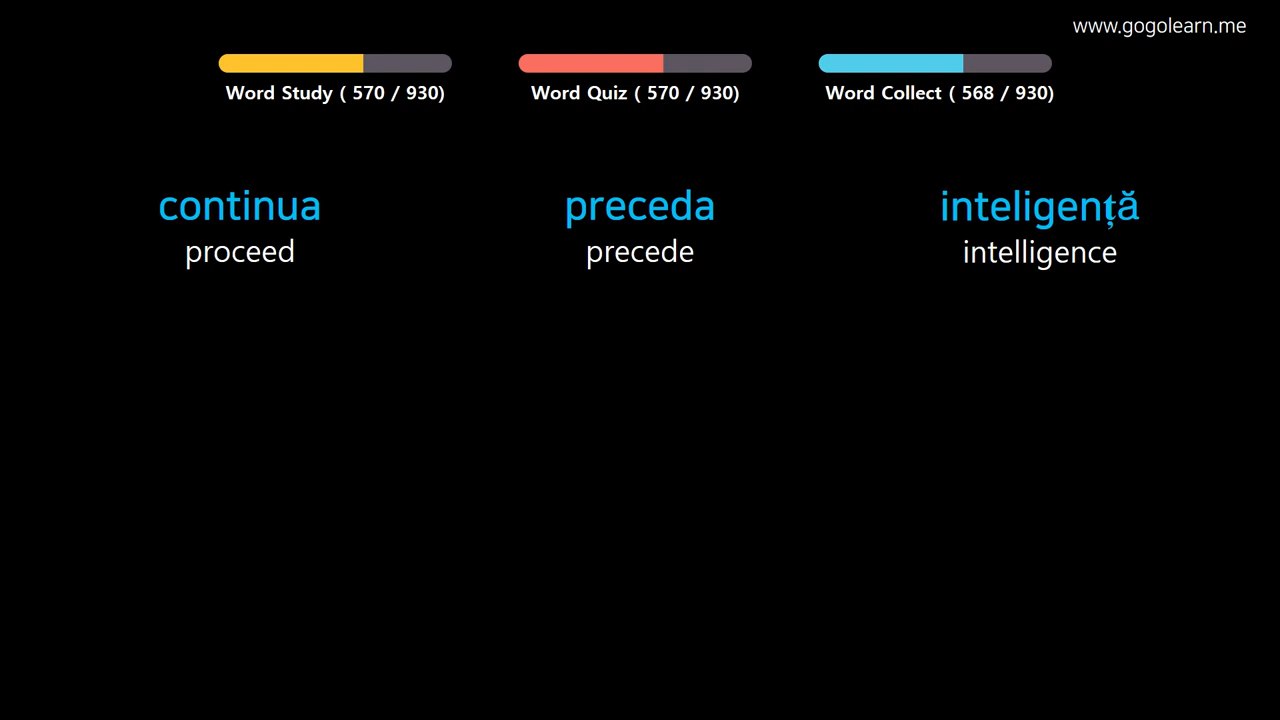 www.gogolearn.me
Word Study ( 570 / 930)
Word Quiz ( 570 / 930)
Word Collect ( 568 / 930)
continua
proceed
preceda
precede
inteligență
intelligence